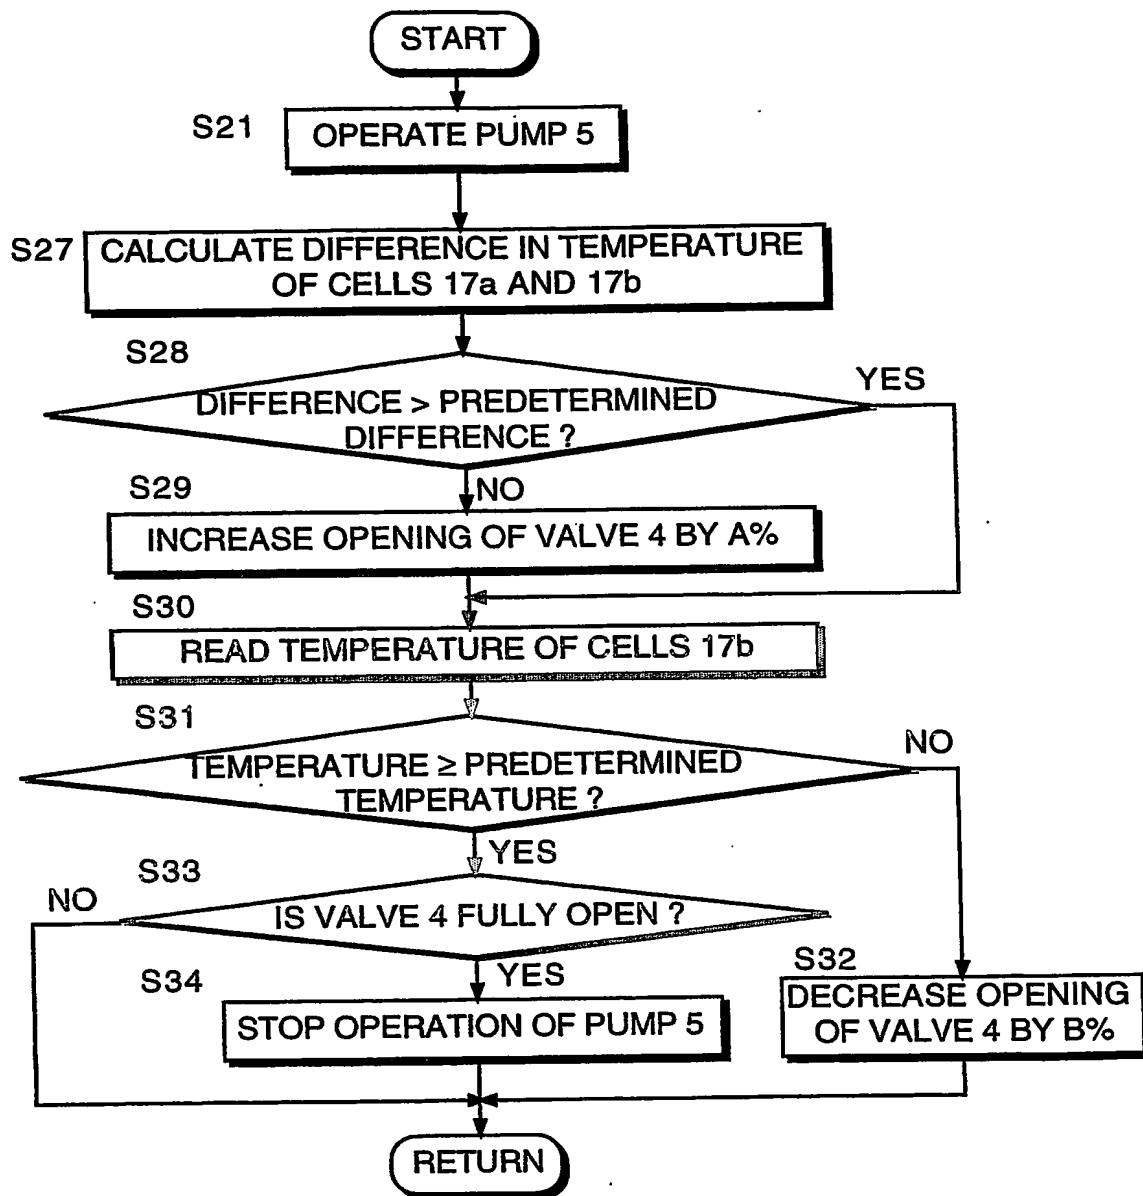 START
S21
OPERATE PUMP 5
S27
CALCULATE DIFFERENCE IN TEMPERATURE
OF CELLS 17a AND 17b
S28
YES
DIFFERENCE > PREDETERMINED
DIFFERENCE ?
NO
S29
INCREASE OPENING OF VALVE 4 BY A%
S30
READ TEMPERATURE OF CELLS 17b
S31
NO
TEMPERATURE ≥ PREDETERMINED
TEMPERATURE ?
YES
S33
NO
IS VALVE 4 FULLY OPEN ?
YES
S34
STOP OPERATION OF PUMP 5
S32
DECREASE OPENING
OF VALVE 4 BY B%
RETURN